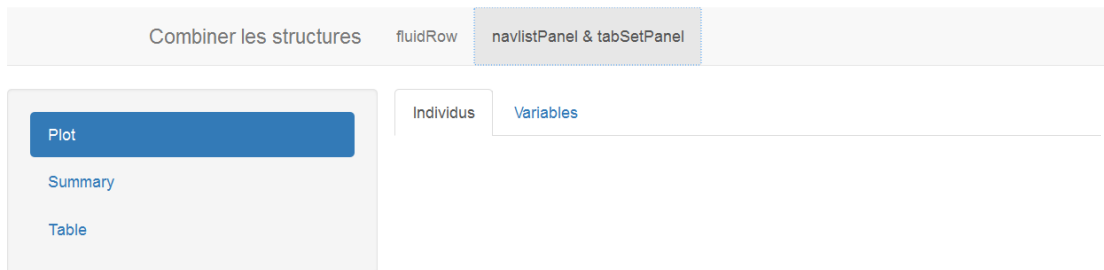 Combiner les structures fluidRow navlistPanel & tabSetPanel
Plot
Summary
Table
Individus Variables